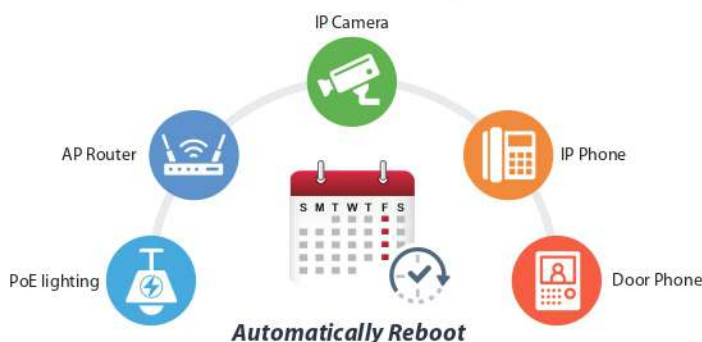 IP Camera
AP Router
IP Phone
S M T W T F S
PoE lighting
Door Phone
Automatically Reboot